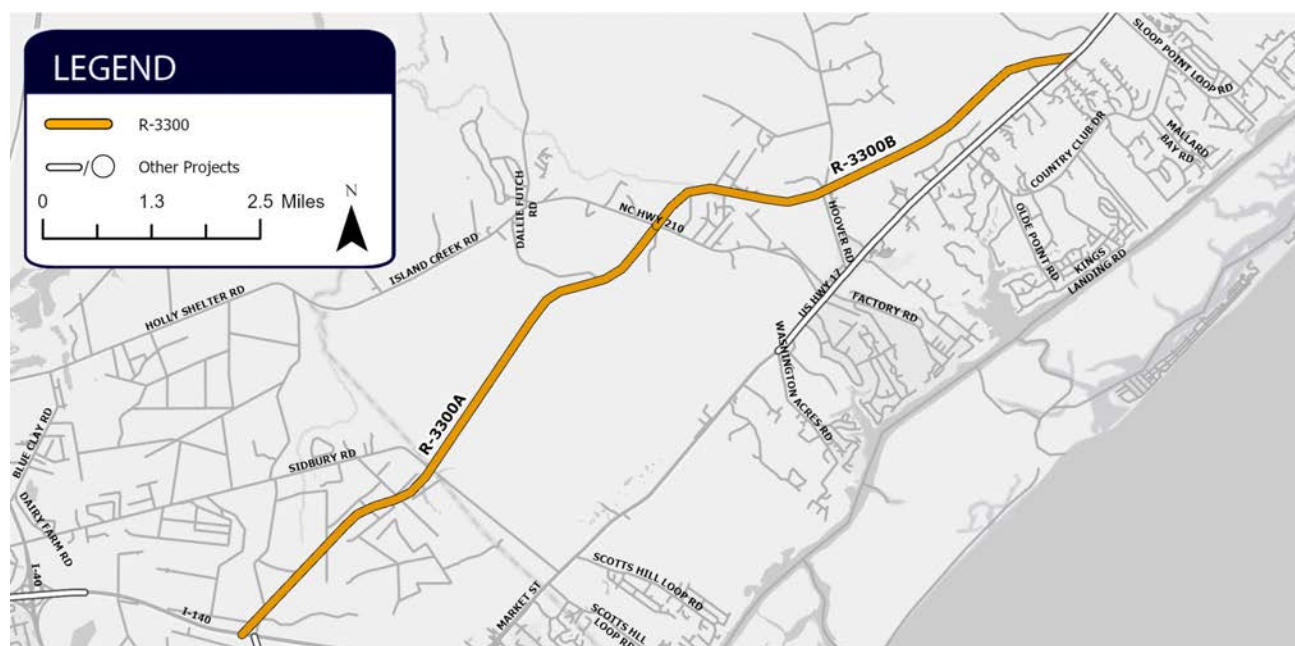 LEGEND
R-3300
Other Projects
0 1.3 2.5 Miles
N
SLOOP POINT LOOP RD
MALLARD
BAY RD
COUNTRY CLUB DR
R-3300B
DALLIE FUTCH
RD
NC HWY 210
HOOVER RD
OLDE POINT RD
KINGS
LANDING RD
ISLAND CREEK RD
HOLLY SHELTER RD
US HWY 17
FACTORY RD
WASHINGTON
ACRES RD
R-3300A
BLUE CLAY RD
SIDBURY RD
DAIRY FARM RD
I-40
I-140
MARKET ST
SCOTTS HILL LOOP RD
SCOTTS HILL
LOOP RD